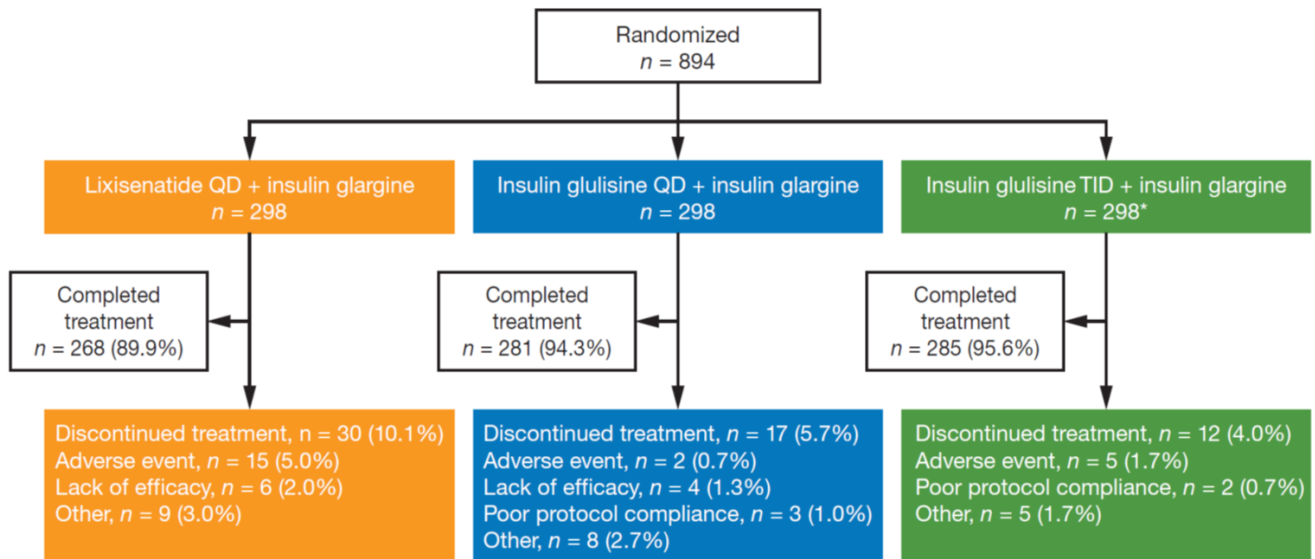 Randomized
n = 894
Lixisenatide QD + insulin glargine
n = 298
Insulin glulisine QD + insulin glargine
n = 298
Insulin glulisine TID + insulin glargine
n = 298*
Completed
treatment
n = 268 (89.9%)
Completed
treatment
n = 281 (94.3%)
Completed
treatment
n = 285 (95.6%)
Discontinued treatment, n = 30 (10.1%)
Adverse event, n = 15 (5.0%)
Lack of efficacy, n = 6 (2.0%)
Other, n = 9 (3.0%)
Discontinued treatment, n = 17 (5.7%)
Adverse event, n = 2 (0.7%)
Lack of efficacy, n = 4 (1.3%)
Poor protocol compliance, n = 3 (1.0%)
Other, n = 8 (2.7%)
Discontinued treatment, n = 12 (4.0%)
Adverse event, n = 5 (1.7%)
Poor protocol compliance, n = 2 (0.7%)
Other, n = 5 (1.7%)